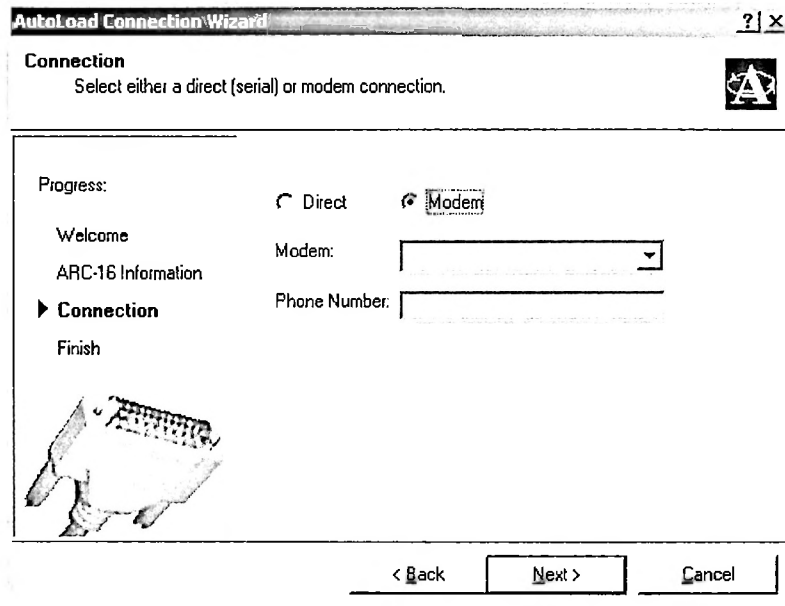 AutoLoad Connection Wizard
Connection
Select either a direct (serial) or modem connection.
Progress:
Welcome
ARC-16 Information
Connection
Finish
Direct Modem
Modem:
Phone Number:
< Back Next > Cancel